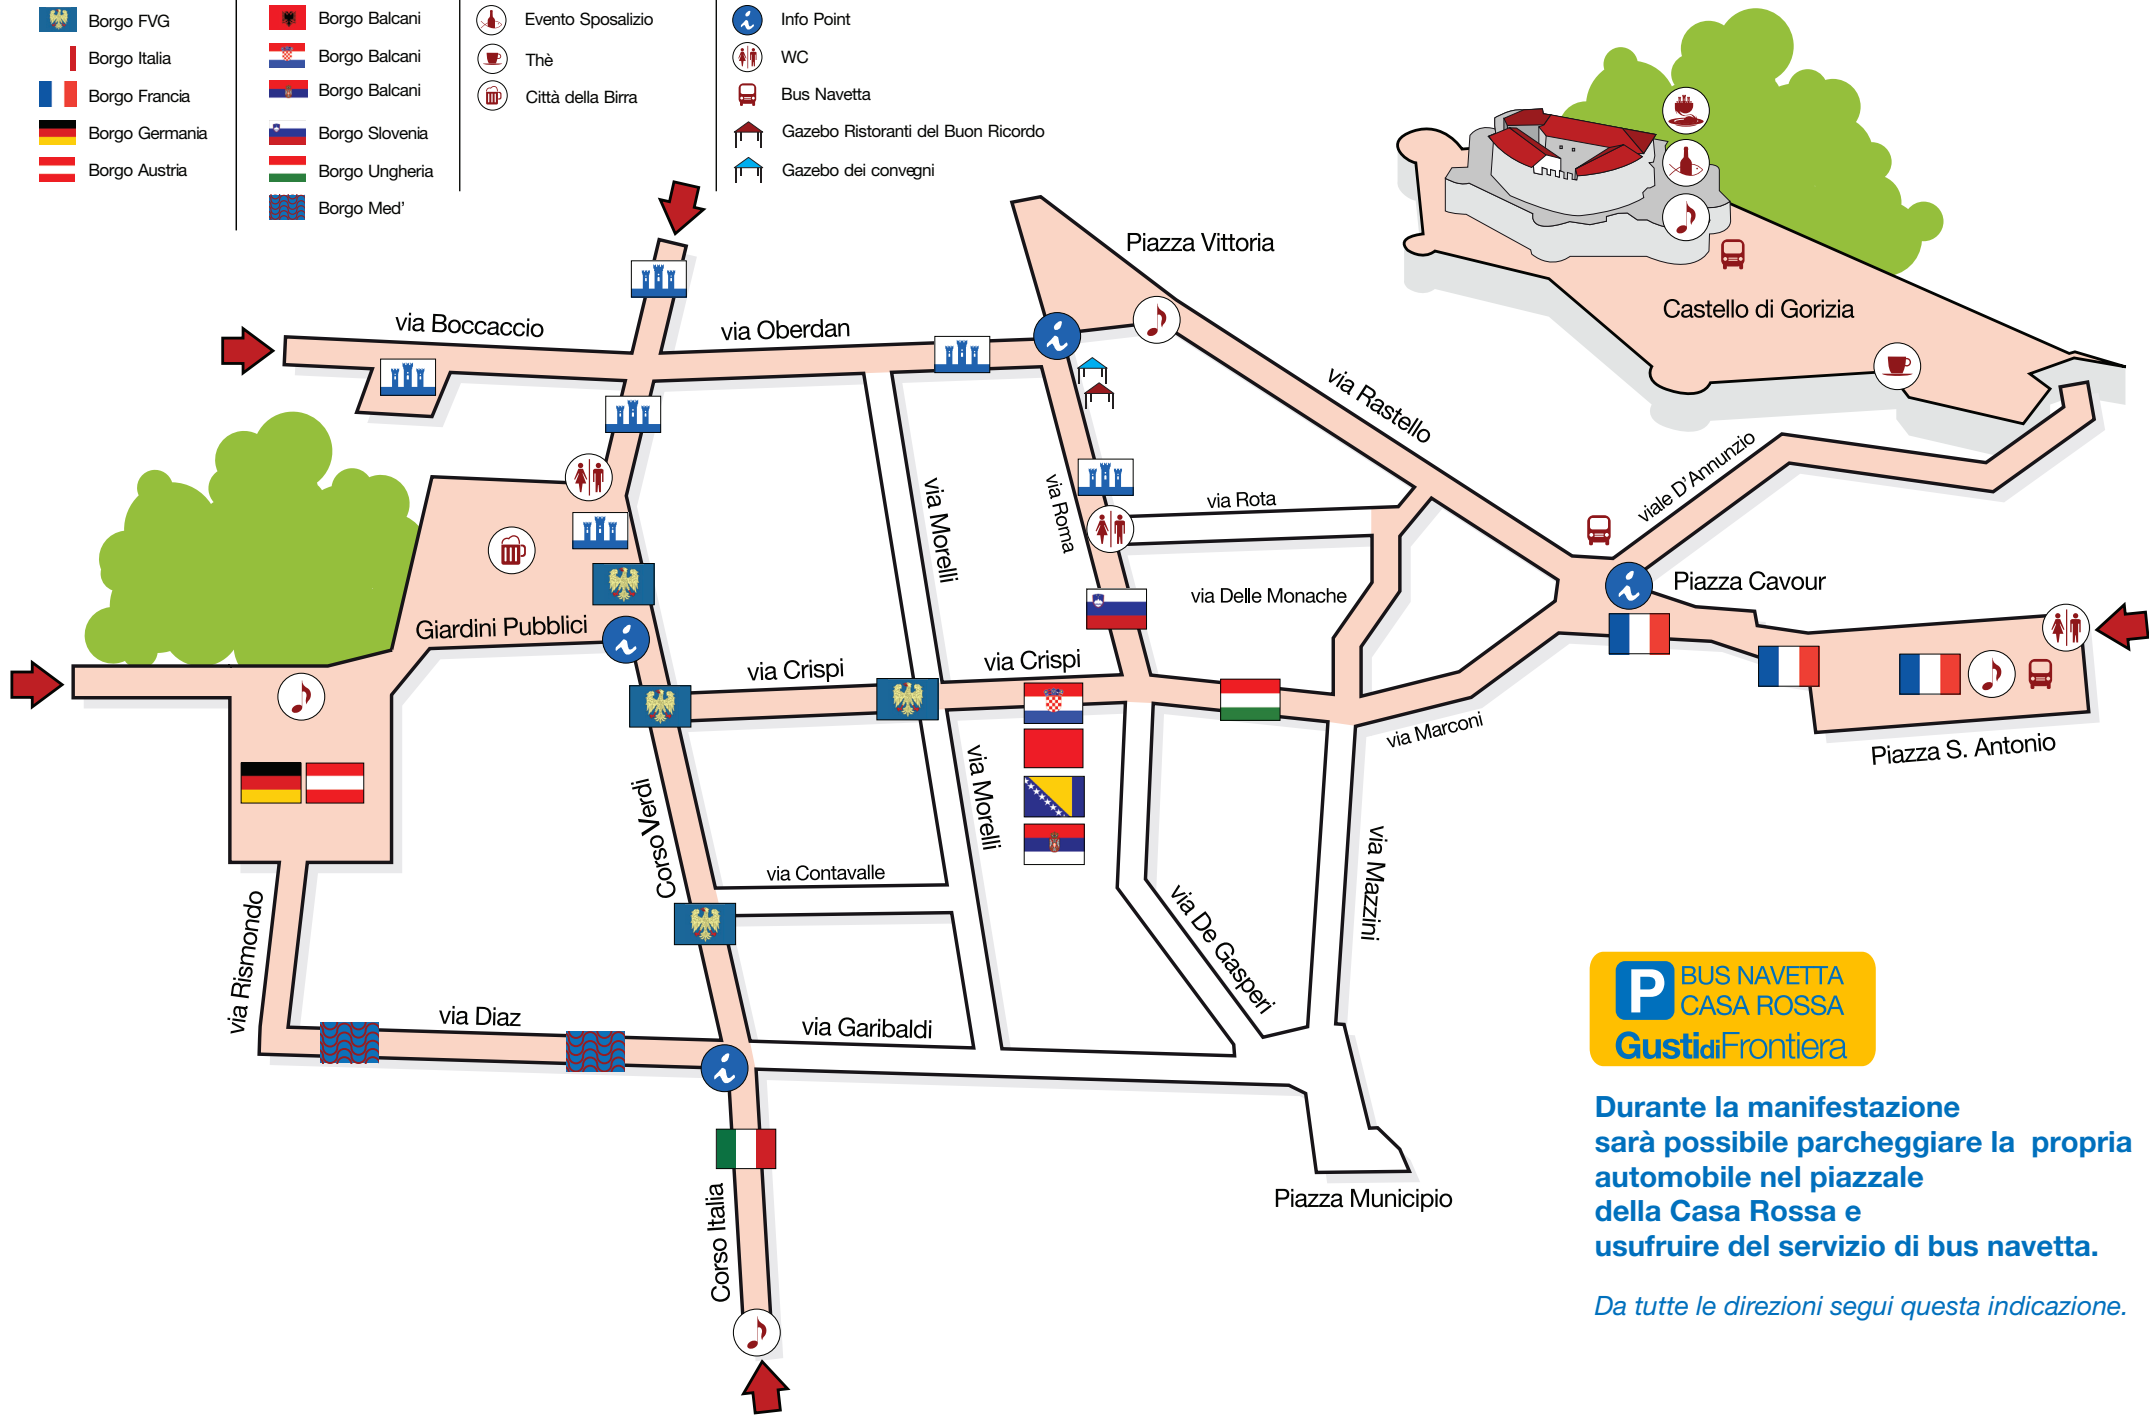 Borgo FVG
Borgo Italia
Borgo Francia
Borgo Germania
Borgo Austria
Borgo Balcani
Borgo Balcani
Borgo Balcani
Borgo Slovenia
Borgo Ungheria
Borgo Med'
Evento Sposalizio
Thè
Città della Birra
Info Point
WC
Bus Navetta
Gazebo Ristoranti del Buon Ricordo
Gazebo dei convegni
Piazza Vittoria
Castello di Gorizia
via Boccaccio
via Oberdan
via Rastello
viale D'Annunzio
via Morelli
via Roma
via Rota
Piazza Cavour
via Delle Monache
Giardini Pubblici
via Crispi
via Crispi
via Marconi
Piazza S. Antonio
Corso Verdi
via Morelli
via Contavalle
via Mazzini
via De Gasperi
via Rismondo
via Diaz
via Garibaldi
Corso Italia
Piazza Municipio
P BUS NAVETTA
CASA ROSSA
GustidiFrontiera
Durante la manifestazione
sarà possibile parcheggiare la propria
automobile nel piazzale
della Casa Rossa e
usufruire del servizio di bus navetta.
Da tutte le direzioni segui questa indicazione.